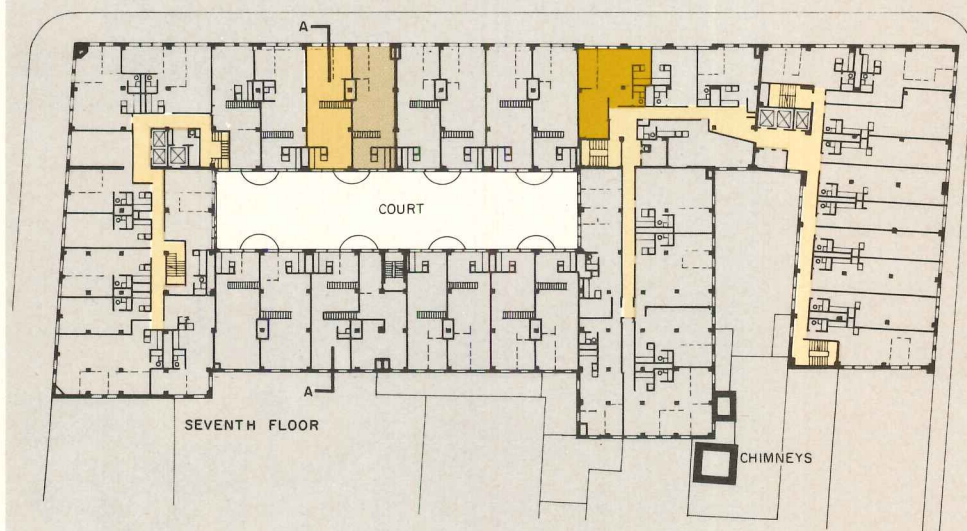 A
COURT
A
SEVENTH FLOOR
CHIMNEYS